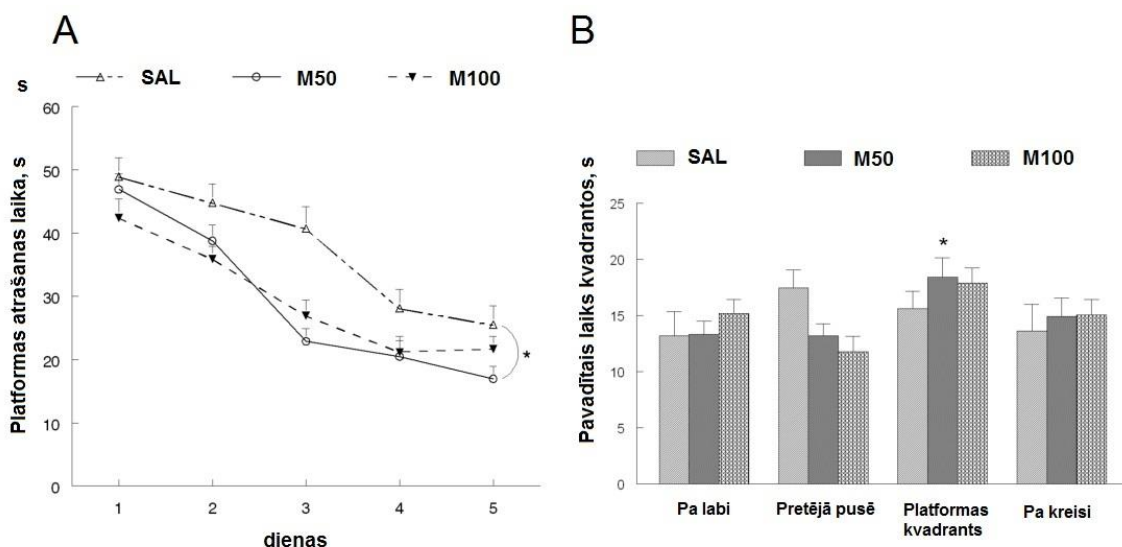 A
s
SAL M50 M100
Platformas atrašanas laika, s
60
50
40
30
20
10
0
1 2 3 4 5
*
dienas
B
SAL M50 M100
Pavadītais laiks kvadrantos, s
25
20
15
10
5
0
*
Pa labi Pretējā pusē Platformas Pa kreisi
kvadrants